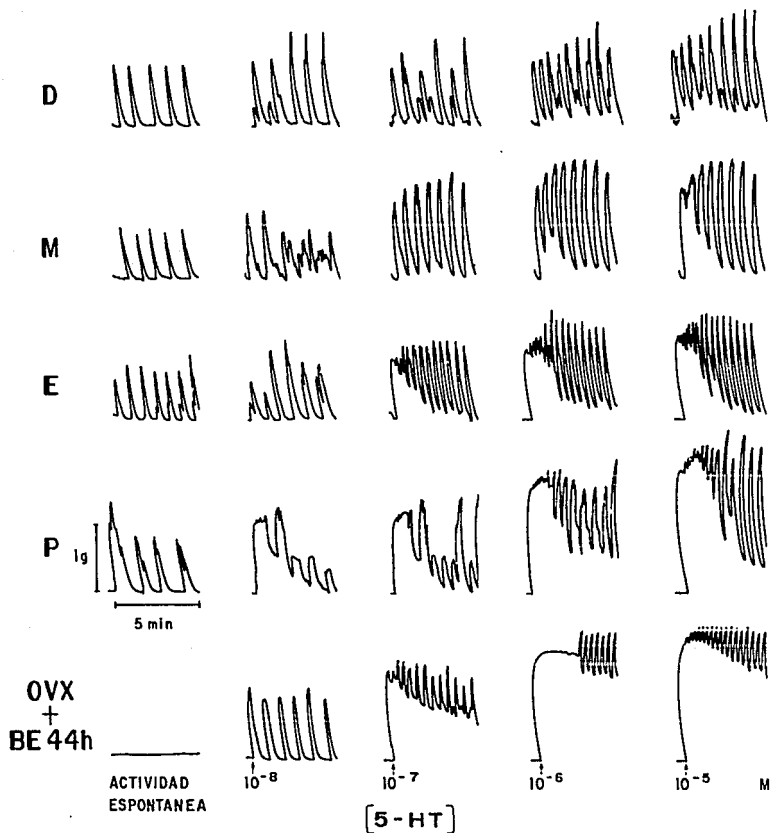 D
M
E
P
1g
5 min
OVX
+
BE 44h
ACTIVIDAD
ESPONTANEA
10-8
10-7
10-6
10-5
M
[5-HT]